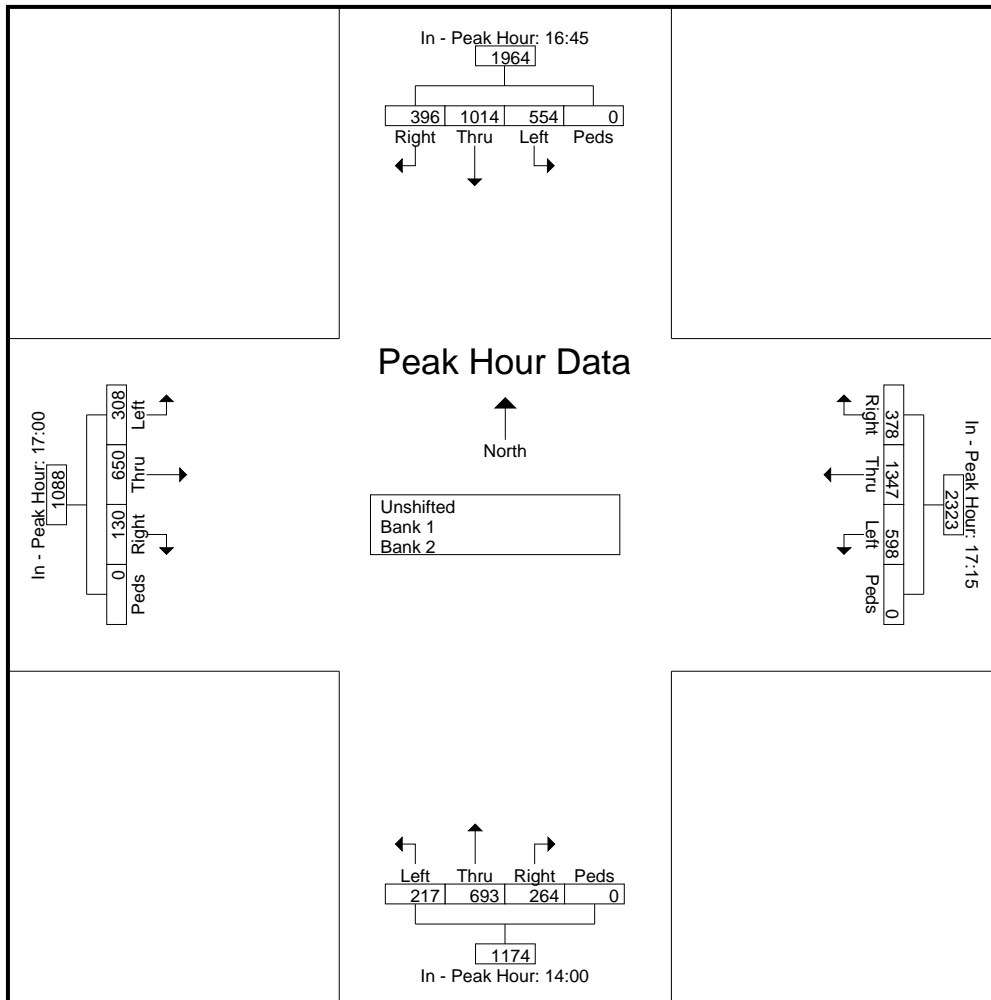 In - Peak Hour: 16:45
1964
396 1014 554 0
Right Thru Left Peds
Peak Hour Data
North
Unshifted
Bank 1
Bank 2
In - Peak Hour: 17:00
1088
308 650 130 0
Left Thru Right Peds
Right Thru Left Peds
378 1347 598 0
2323
In - Peak Hour: 17:15
Left Thru Right Peds
217 693 264 0
1174
In - Peak Hour: 14:00